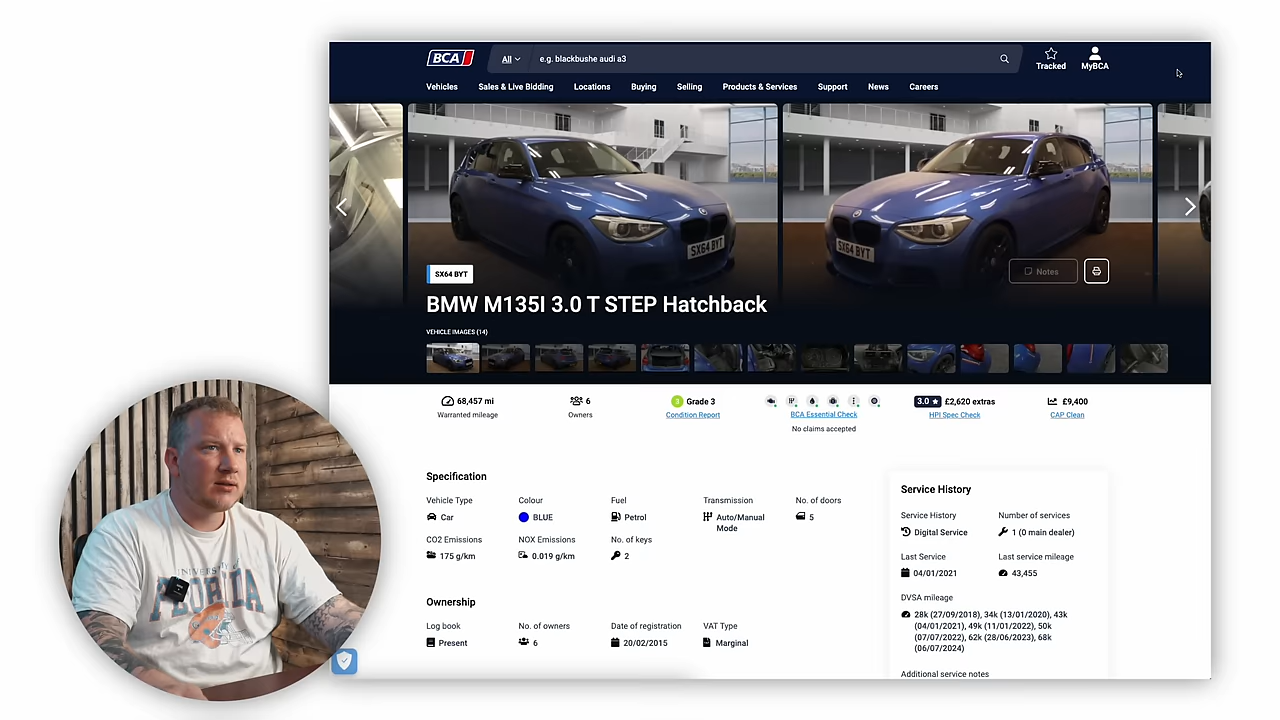 BCA
All
e.g. blackbushe audi a3
Tracked
MyBCA
Vehicles
Sales & Live Bidding
Locations
Buying
Selling
Products & Services
Support
News
Careers
SX64 BYT
SX64 BYT
SX64 BYT
Notes
BMW M135I 3.0 T STEP Hatchback
VEHICLE IMAGES (14)
68,457 mi
Warranted mileage
6
Owners
3 Grade 3
Condition Report
BCA Essential Check
No claims accepted
3.0 £2,620 extras
HPI Spec Check
£9,400
CAP Clean
Specification
Vehicle Type
Car
Colour
BLUE
Fuel
Petrol
Transmission
Auto/Manual
Mode
No. of doors
5
CO2 Emissions
175 g/km
NOX Emissions
0.019 g/km
No. of keys
2
Ownership
Log book
Present
No. of owners
6
Date of registration
20/02/2015
VAT Type
Marginal
Service History
Service History
Digital Service
Number of services
1 (0 main dealer)
Last Service
04/01/2021
Last service mileage
43,455
DVSA mileage
28k (27/09/2018), 34k (13/01/2020), 43k
(04/01/2021), 49k (11/01/2022), 50k
(07/07/2022), 62k (28/06/2023), 68k
(06/07/2024)
Additional service notes
UNIVERSITY of
FLORIDA